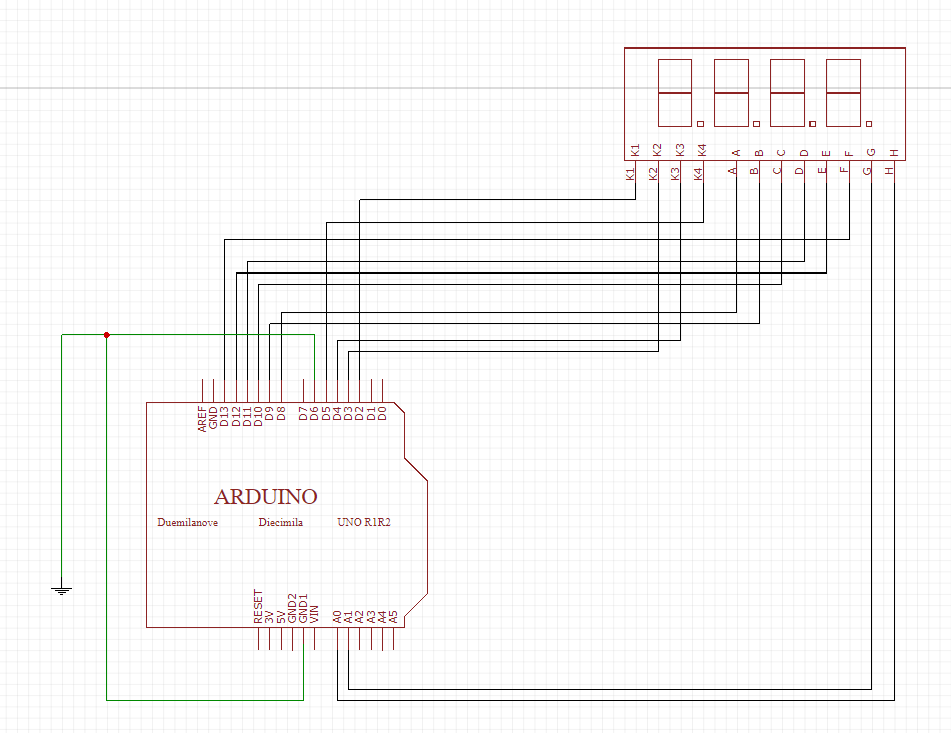 K1 K2 K3 K4 A B C D E F G H
K1 K2 K3 K4 A B C D E F G H
AREF GND D13 D12 D11 D10 D9 D8 D7 D6 D5 D4 D3 D2 D1 D0
ARDUINO
Duemilanove Diecimila UNO R1R2
RESET 3V 5V GND2 GND1 VIN A0 A1 A2 A3 A4 A5